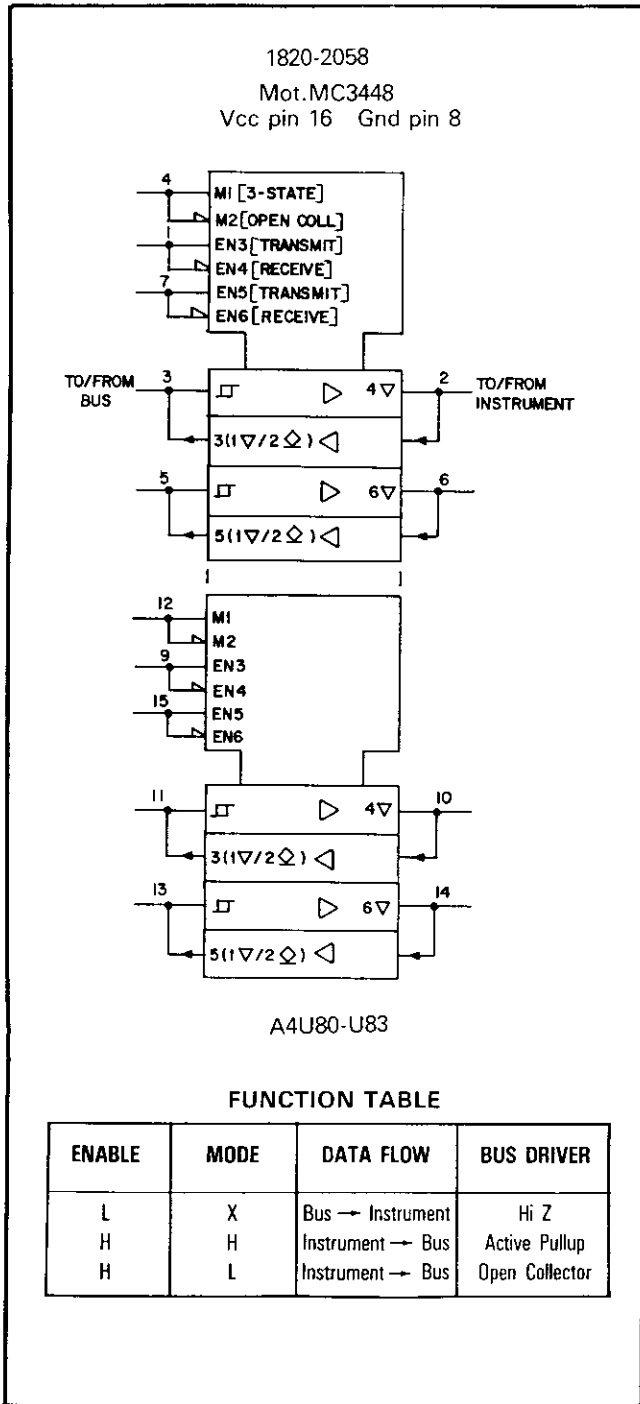 1820-2058
Mot.MC3448
Vcc pin 16 Gnd pin 8
4
M1 [3-STATE]
M2[OPEN COLL]
EN3[TRANSMIT]
EN4[RECEIVE]
7
EN5[TRANSMIT]
EN6[RECEIVE]
TO/FROM BUS
3
4▽
2
TO/FROM INSTRUMENT
3(1▽/2◇)
5
6▽
6
5(1▽/2◇)
12
M1
M2
9
EN3
EN4
15
EN5
EN6
11
4▽
10
3(1▽/2◇)
13
6▽
14
5(1▽/2◇)
A4U80-U83
FUNCTION TABLE
ENABLE MODE DATA FLOW BUS DRIVER
L X Bus → Instrument Hi Z
H H Instrument → Bus Active Pullup
H L Instrument → Bus Open Collector